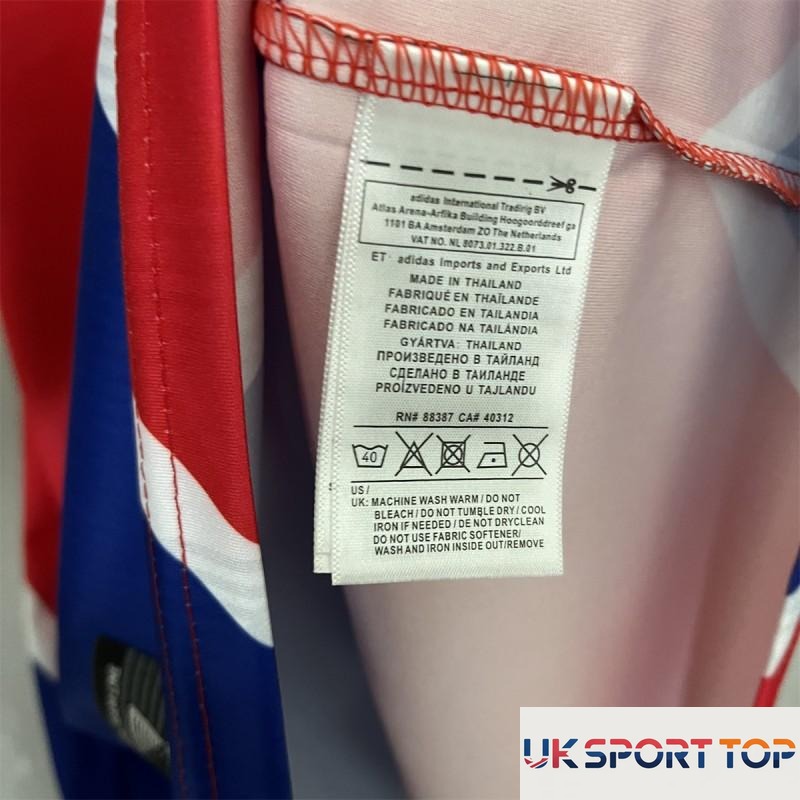 adidas International Tradirig BV
Atlas Arena-Arfika Building Hoogoorddreef ga
1101 BA Amsterdam ZO The Netherlands
VAT NO. NL 8073.01.322.B.01
ET· adidas Imports and Exports Ltd
MADE IN THAILAND
FABRIQUÉ EN THAÏLANDE
FABRICADO EN TAILANDIA
FABRICADO NA TAILÂNDIA
GYÁRTVA: THAILAND
ПРОИЗВЕДЕНО В ТАЙЛАНД
СДЕЛАНО В ТАИЛАНДЕ
PROIZVEDENO U TAJLANDU
RN# 88387 CA# 40312
40
US /
UK: MACHINE WASH WARM / DO NOT
BLEACH / DO NOT TUMBLE DRY / COOL
IRON IF NEEDED / DE NOT DRYCLEAN
DO NOT USE FABRIC SOFTENER/
WASH AND IRON INSIDE OUT/REMOVE
UK SPORT TOP